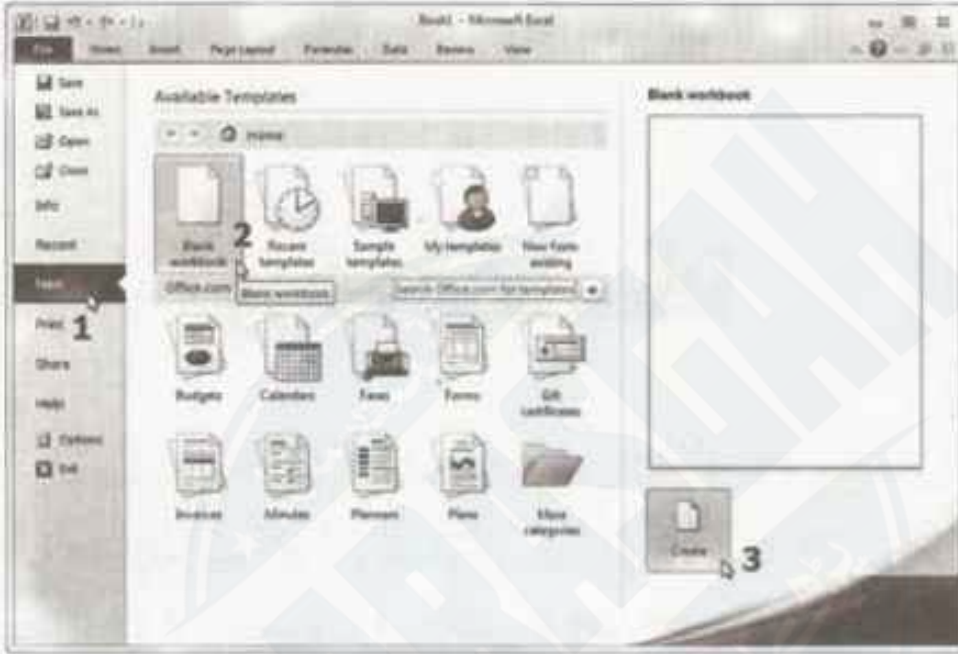 Book1 - Microsoft Excel
File Home Insert Page Layout Formulas Data Review View
Save
Save As
Open
Close
Info
Recent
New
1
Print
Share
Help
Options
Exit
Available Templates
Home
Blank workbook
2
Recent templates
Sample templates
My templates
New from existing
Office.com
Blank workbook
Search Office.com for templates
Budgets
Calendars
Faxes
Forms
Gift certificates
Invoices
Minutes
Planners
Plans
More categories
Blank workbook
Create
3